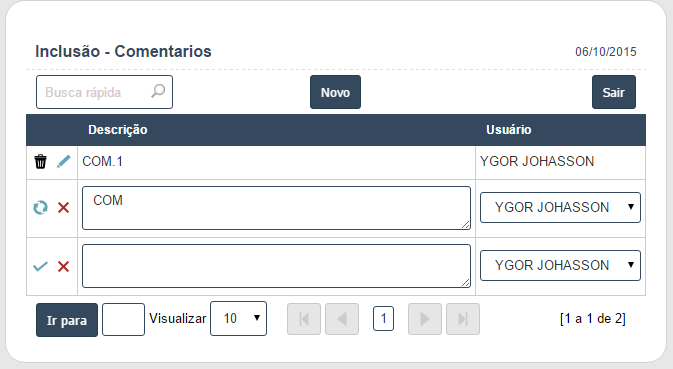 Inclusão - Comentarios 06/10/2015
Busca rápida Novo Sair
Descrição Usuário
COM.1 YGOR JOHASSON
COM YGOR JOHASSON
YGOR JOHASSON
Ir para Visualizar 10 1 [1 a 1 de 2]